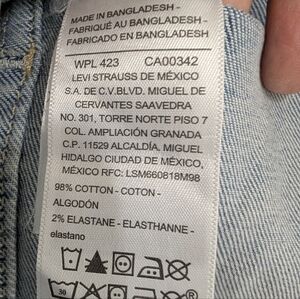 MADE IN BANGLADESH -
FABRIQUÉ AU BANGLADESH -
FABRICADO EN BANGLADESH
WPL 423 CA00342
LEVI STRAUSS DE MÉXICO
S.A. DE C.V.BLVD. MIGUEL DE
CERVANTES SAAVEDRA
NO. 301, TORRE NORTE PISO 7
COL. AMPLIACIÓN GRANADA
C.P. 11529 ALCALDÍA. MIGUEL
HIDALGO CIUDAD DE MÉXICO,
MÉXICO RFC: LSM660818M98
98% COTTON - COTON -
ALGODÓN
2% ELASTANE - ELASTHANNE -
elastano
30